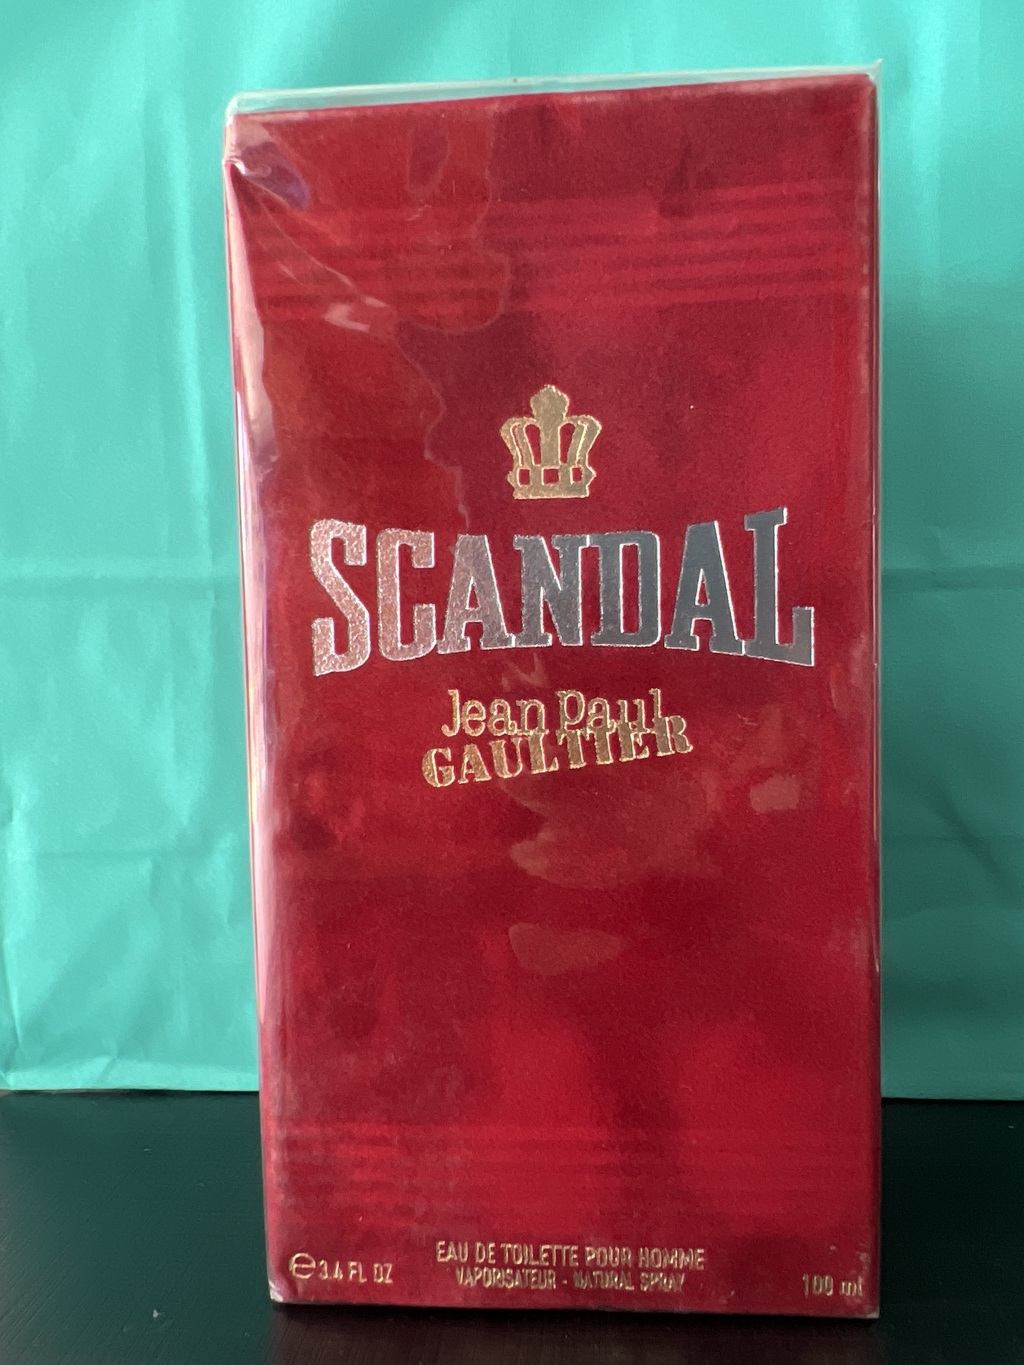 SCANDAL
Jean Paul
GAULTIER
EAU DE TOILETTE POUR HOMME
℮ 3.4 FL OZ VAPORISATEUR - NATURAL SPRAY 100 ml